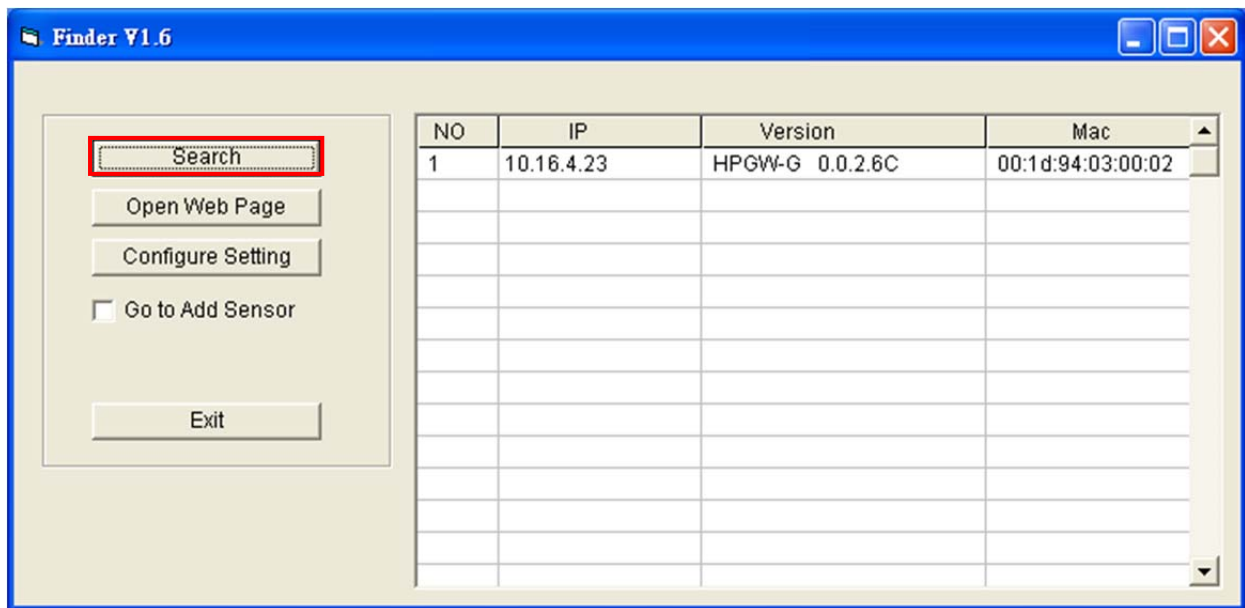 Finder V1.6
Search
Open Web Page
Configure Setting
Go to Add Sensor
Exit
NO IP Version Mac
1 10.16.4.23 HPGW-G 0.0.2.6C 00:1d:94:03:00:02